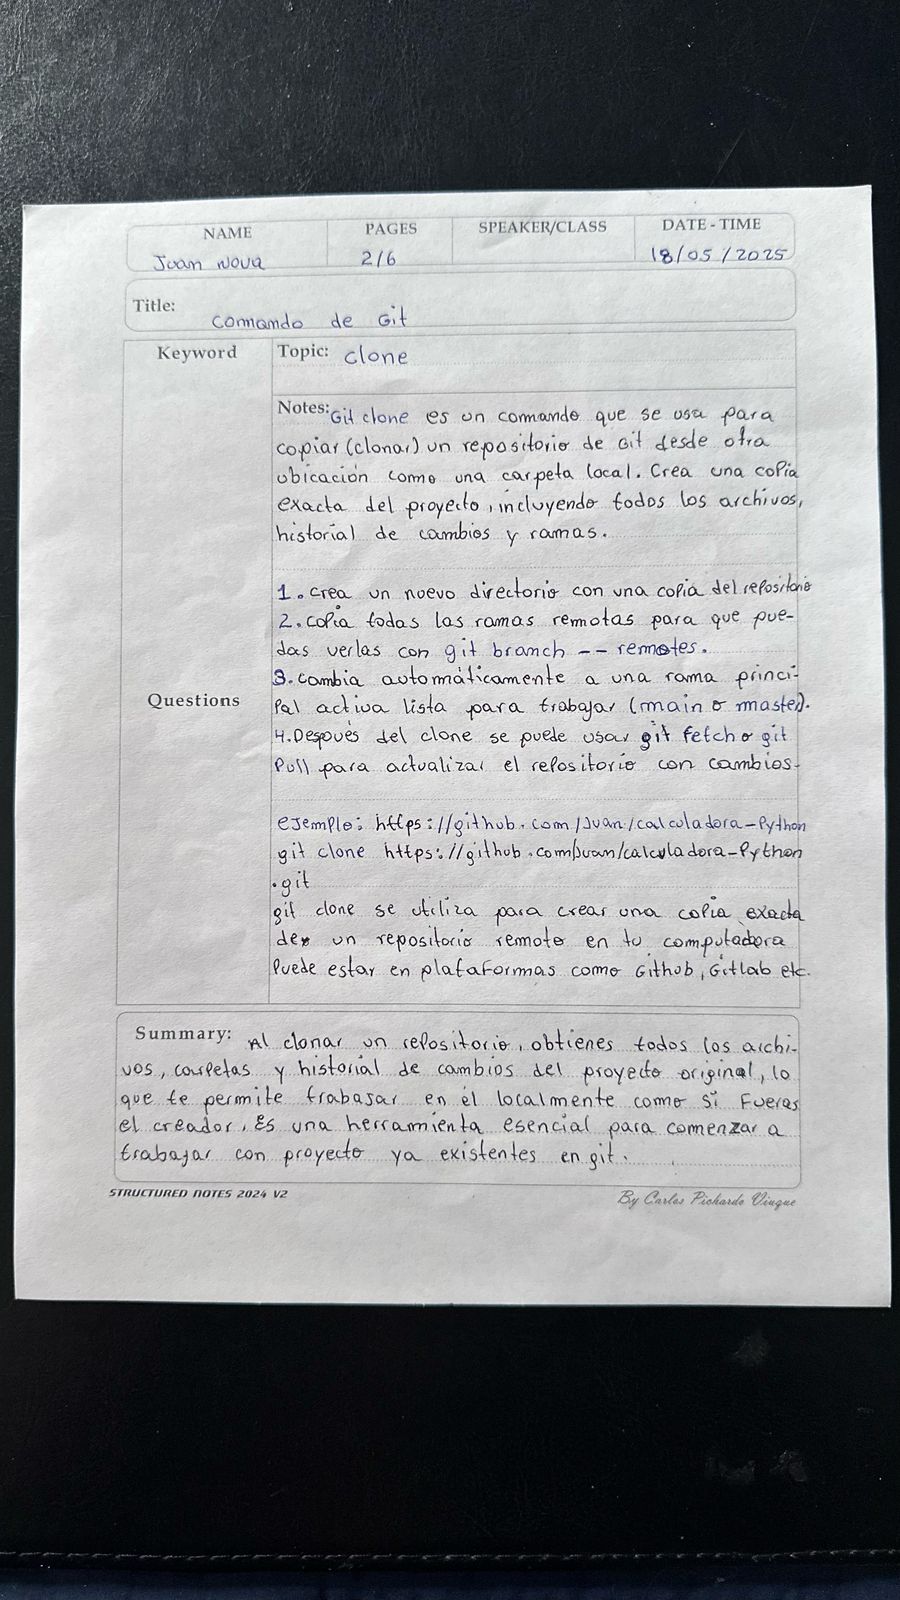 NAME PAGES SPEAKER/CLASS DATE - TIME
Juan Nova 2/6 18/05/2025
Title: comando de Git
Keyword
Topic: clone
Notes: Git clone es un comando que se usa para
copiar (clonar) un repositorio de Git desde otra
ubicación como una carpeta local. Crea una copia
exacta del proyecto, incluyendo todos los archivos,
historial de cambios y ramas.
1. Crea un nuevo directorio con una copia del repositorio
2. copia todas las ramas remotas para que pue-
das verlas con git branch -- remotes.
3. cambia automáticamente a una rama princi-
Questions
pal activa lista para trabajar (main o master).
4. Después del clone se puede usar git fetch o git
Pull para actualizar el repositorio con cambios.
ejemplo: https://github.com/Juan/calculadora-Python
git clone https://github.com/Juan/calculadora-Python
.git
git clone se utiliza para crear una copia exacta
de un repositorio remoto en tu computadora
Puede estar en plataformas como Github, Gitlab etc.
Summary: Al clonar un repositorio, obtienes todos los archi-
vos, carpetas y historial de cambios del proyecto original, lo
que te permite trabajar en él localmente como si fueras
el creador. Es una herramienta esencial para comenzar a
trabajar con proyecto ya existentes en git.
STRUCTURED NOTES 2024 V2 By Carlos Pichardo Viuque